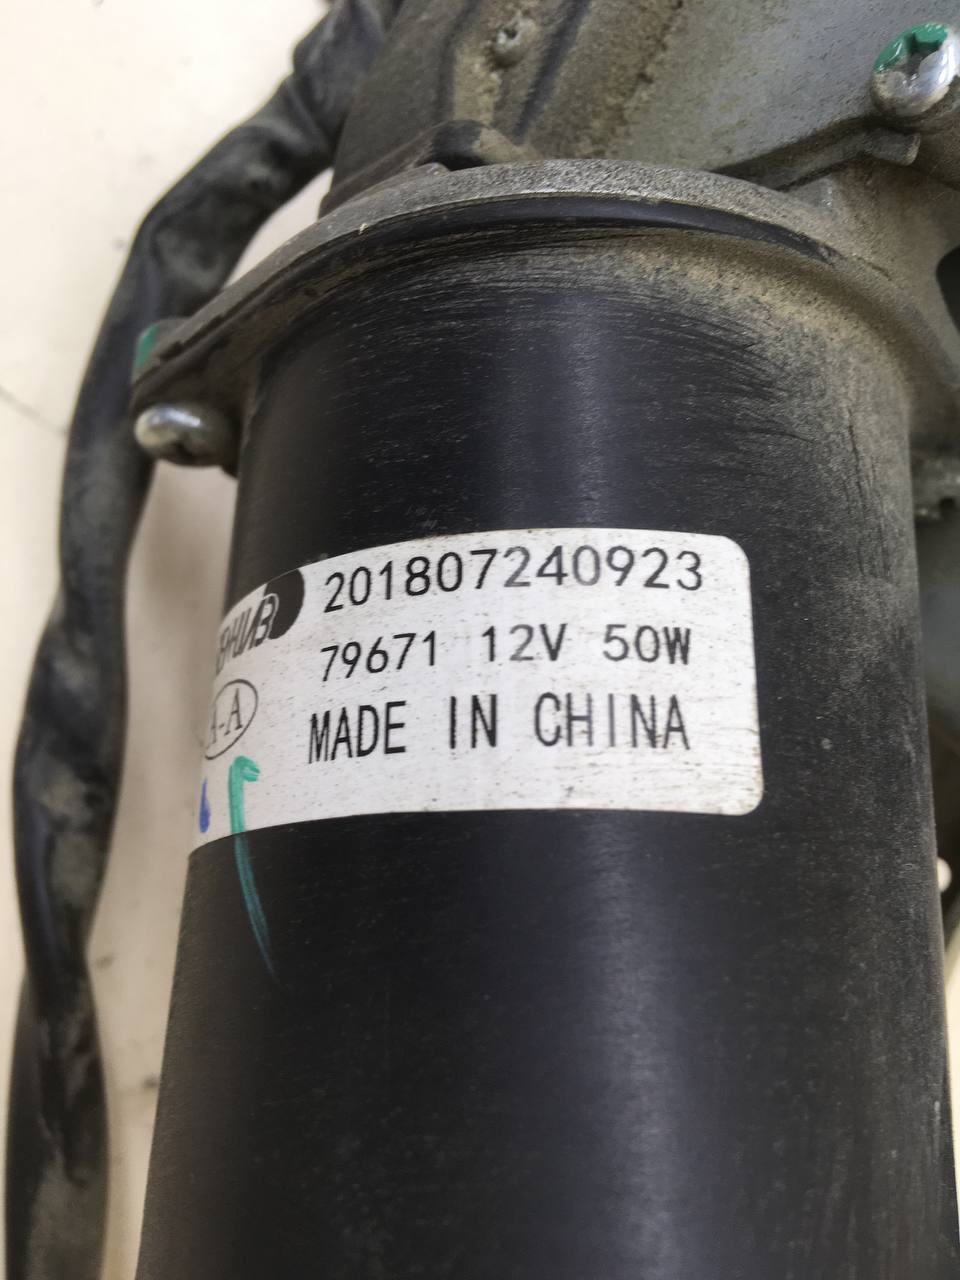 201807240923
79671 12V 50W
A-A
MADE IN CHINA